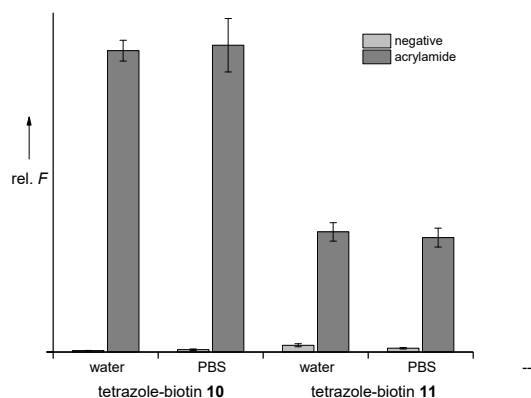 negative
acrylamide
rel. F
water PBS water PBS
tetrazole-biotin 10 tetrazole-biotin 11
--